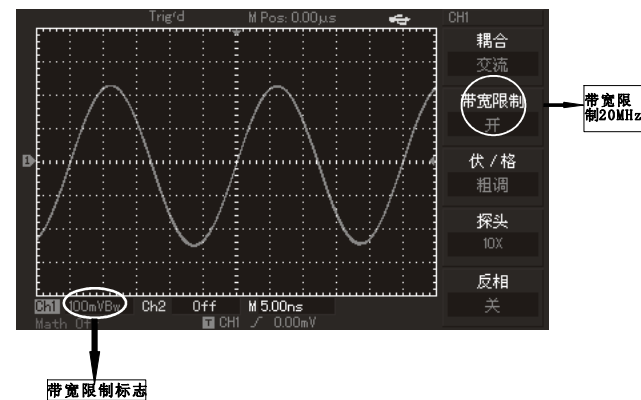 Trig'd M Pos: 0.00μs CH1
耦合
交流
带宽限制
开
带宽限
制20MHz
1
伏/格
粗调
探头
10X
反相
关
Ch1 100mVBw Ch2 Off M 5.00ns
Math Off T CH1 0.00mV
带宽限制标志